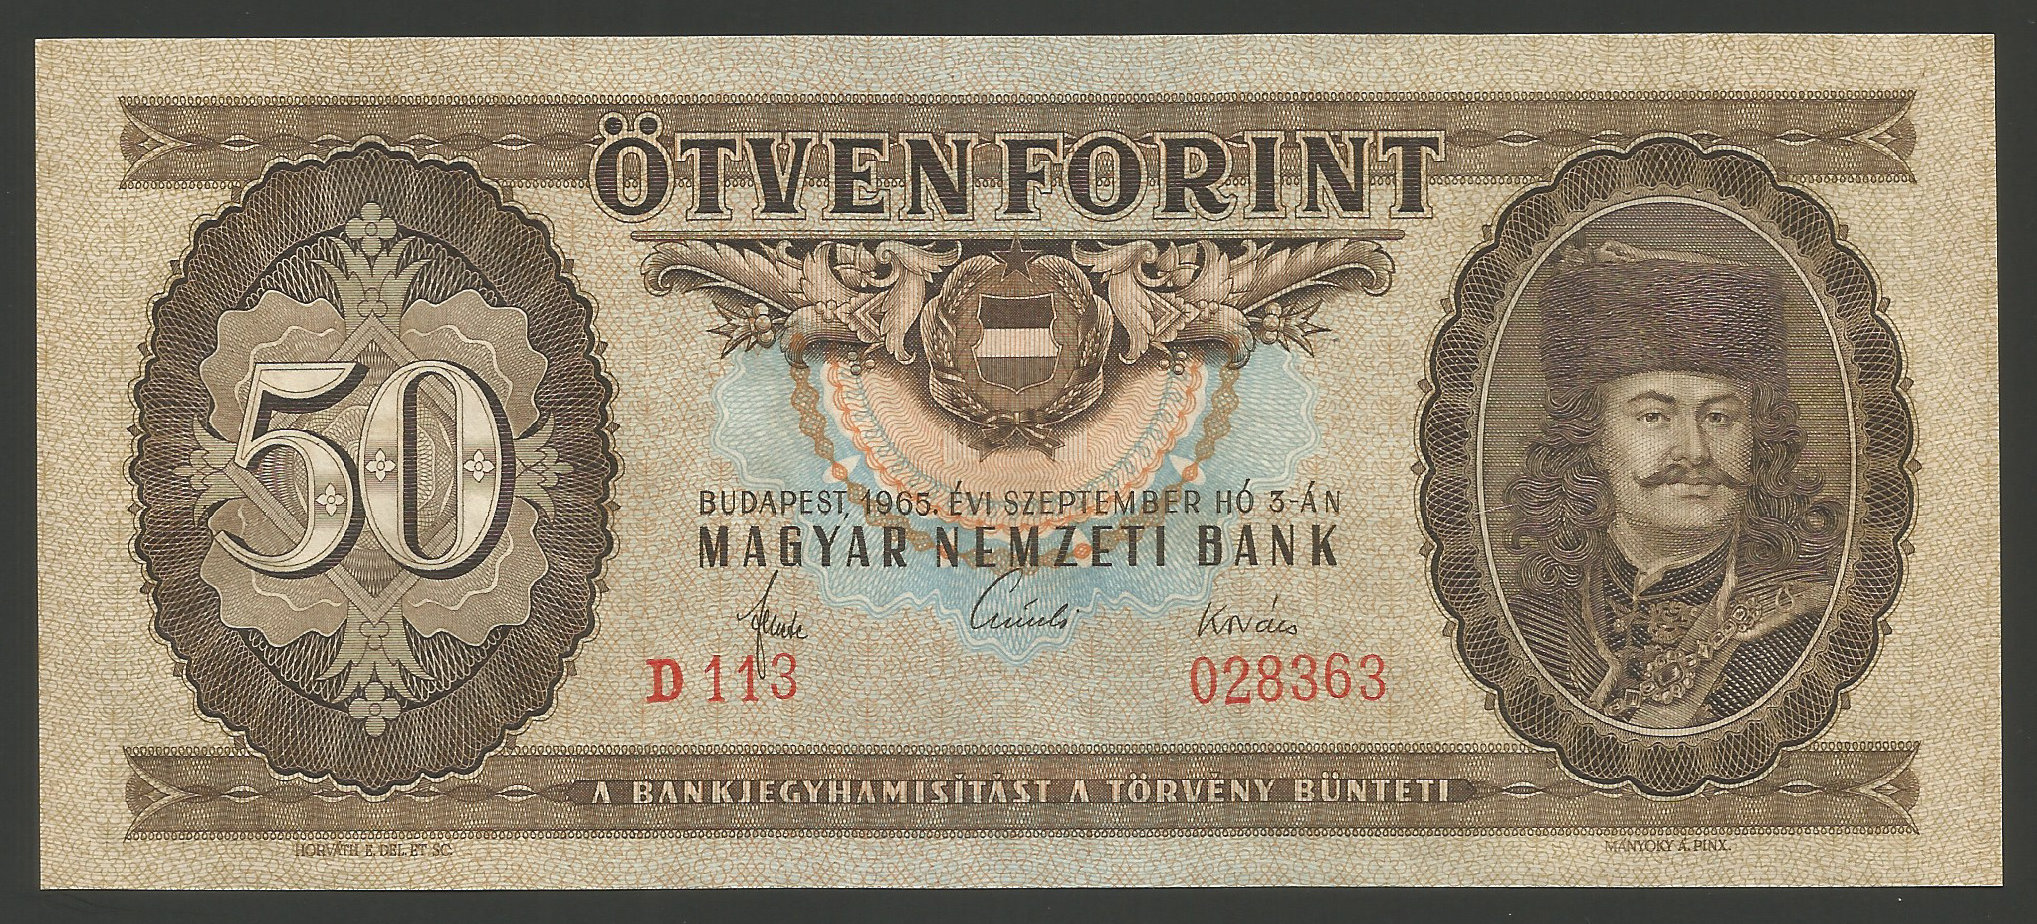 ÖTVEN FORINT
50
BUDAPEST, 1965. ÉVI SZEPTEMBER HÓ 3-ÁN
MAGYAR NEMZETI BANK
Kovács
D 113 028363
A BANKJEGYHAMISÍTÁST A TÖRVÉNY BÜNTETI
HORVÁTH E. DEL. ET SC.
MÁNYOKY Á. PINX.